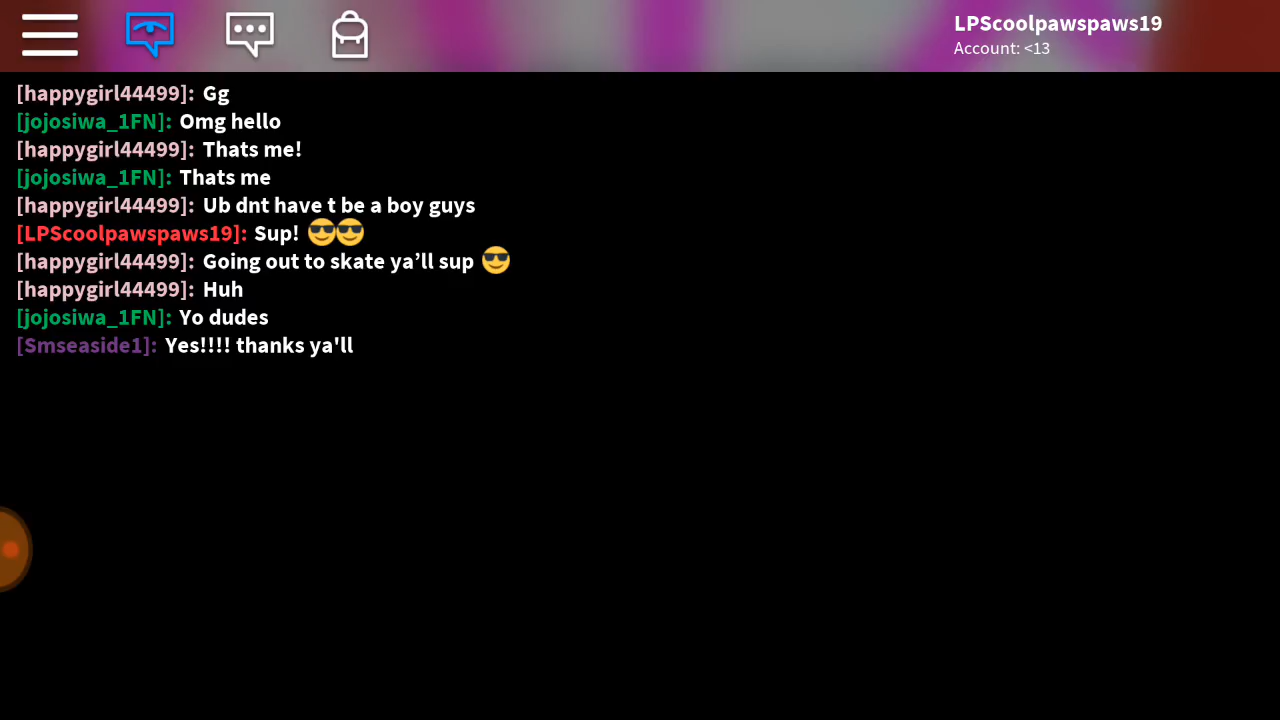 LPScoolpawspaws19
Account: <13
[happygirl44499]: Gg
[jojosiwa_1FN]: Omg hello
[happygirl44499]: Thats me!
[jojosiwa_1FN]: Thats me
[happygirl44499]: Ub dnt have t be a boy guys
[LPScoolpawspaws19]: Sup! 😎😎
[happygirl44499]: Going out to skate ya’ll sup 😎
[happygirl44499]: Huh
[jojosiwa_1FN]: Yo dudes
[Smseaside1]: Yes!!!! thanks ya'll